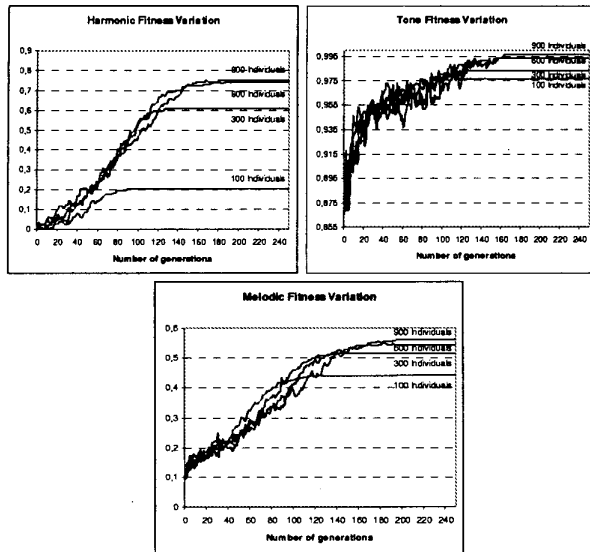 Harmonic Fitness Variation
0,9
0,8
0,7
0,6
0,5
0,4
0,3
0,2
0,1
0
900 Individuals
600 Individuals
300 Individuals
100 Individuals
0 20 40 60 80 100 120 140 160 180 200 220 240
Number of generations
Tone Fitness Variation
0,995
0,975
0,955
0,935
0,915
0,895
0,875
0,855
900 Individuals
600 Individuals
300 Individuals
100 Individuals
0 20 40 60 80 100 120 140 160 180 200 220 240
Number of generations
Melodic Fitness Variation
0,6
0,5
0,4
0,3
0,2
0,1
0
900 Individuals
600 Individuals
300 Individuals
100 Individuals
0 20 40 60 80 100 120 140 160 180 200 220 240
Number of generations